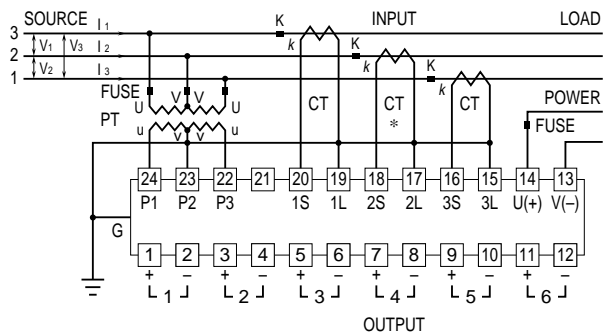 SOURCE I1 K INPUT LOAD
3
V1 V3 I2 k K
2
V2 I3 k K
1 k
FUSE CT CT CT POWER
U V V U * FUSE
PT
u v v u
24 23 22 21 20 19 18 17 16 15 14 13
P1 P2 P3 1S 1L 2S 2L 3S 3L U(+) V(–)
G
1 2 3 4 5 6 7 8 9 10 11 12
+ – + – + – + – + – + –
1 2 3 4 5 6
OUTPUT